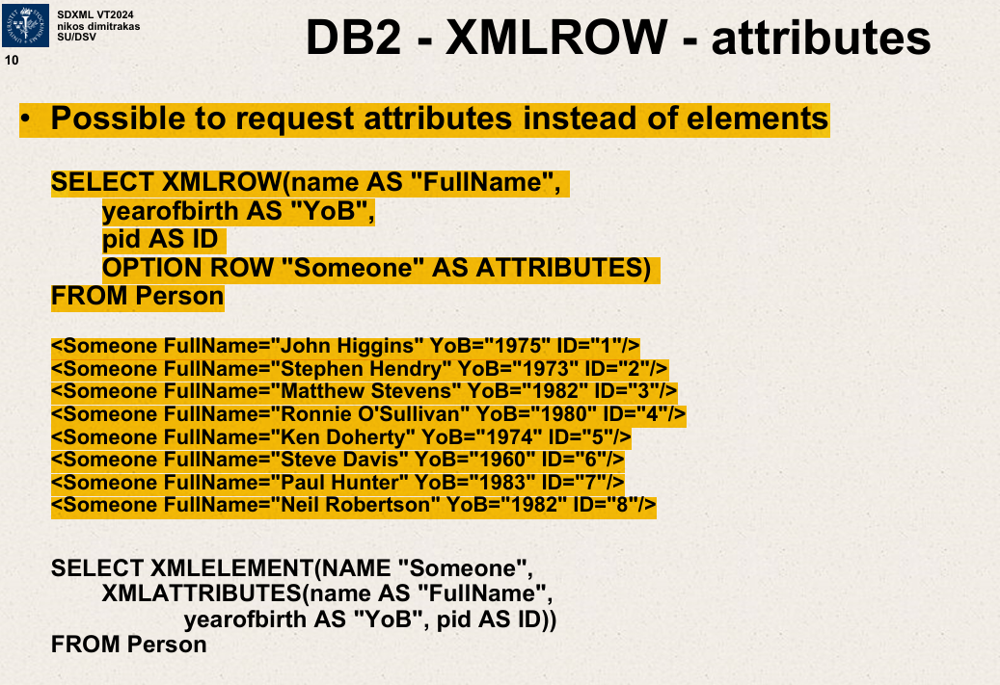 SDXML VT2024
nikos dimitrakas
SU/DSV
10
DB2 - XMLROW - attributes
• Possible to request attributes instead of elements
SELECT XMLROW(name AS "FullName",
yearofbirth AS "YoB",
pid AS ID
OPTION ROW "Someone" AS ATTRIBUTES)
FROM Person
<Someone FullName="John Higgins" YoB="1975" ID="1"/>
<Someone FullName="Stephen Hendry" YoB="1973" ID="2"/>
<Someone FullName="Matthew Stevens" YoB="1982" ID="3"/>
<Someone FullName="Ronnie O'Sullivan" YoB="1980" ID="4"/>
<Someone FullName="Ken Doherty" YoB="1974" ID="5"/>
<Someone FullName="Steve Davis" YoB="1960" ID="6"/>
<Someone FullName="Paul Hunter" YoB="1983" ID="7"/>
<Someone FullName="Neil Robertson" YoB="1982" ID="8"/>
SELECT XMLELEMENT(NAME "Someone",
XMLATTRIBUTES(name AS "FullName",
yearofbirth AS "YoB", pid AS ID))
FROM Person